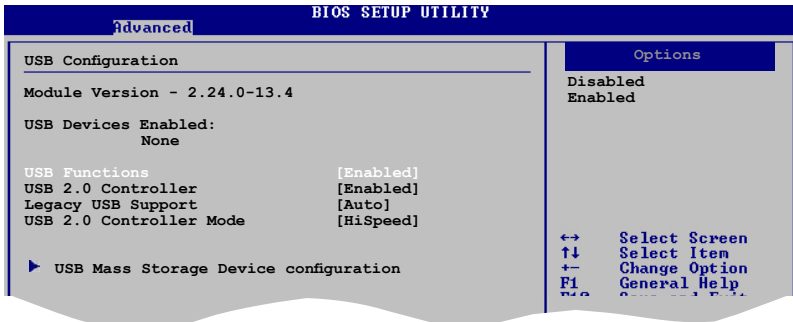 BIOS SETUP UTILITY
Advanced
USB Configuration
Module Version - 2.24.0-13.4
USB Devices Enabled:
None
USB Functions [Enabled]
USB 2.0 Controller [Enabled]
Legacy USB Support [Auto]
USB 2.0 Controller Mode [HiSpeed]
USB Mass Storage Device configuration
Options
Disabled
Enabled
←→ Select Screen
↑↓ Select Item
+- Change Option
F1 General Help